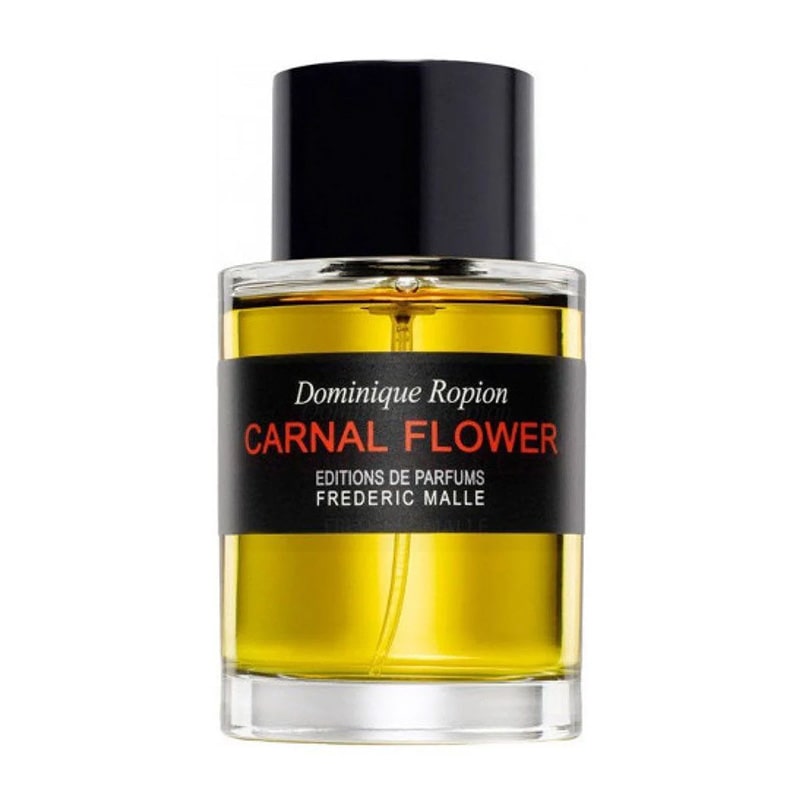 Dominique Ropion
CARNAL FLOWER
EDITIONS DE PARFUMS
FREDERIC MALLE